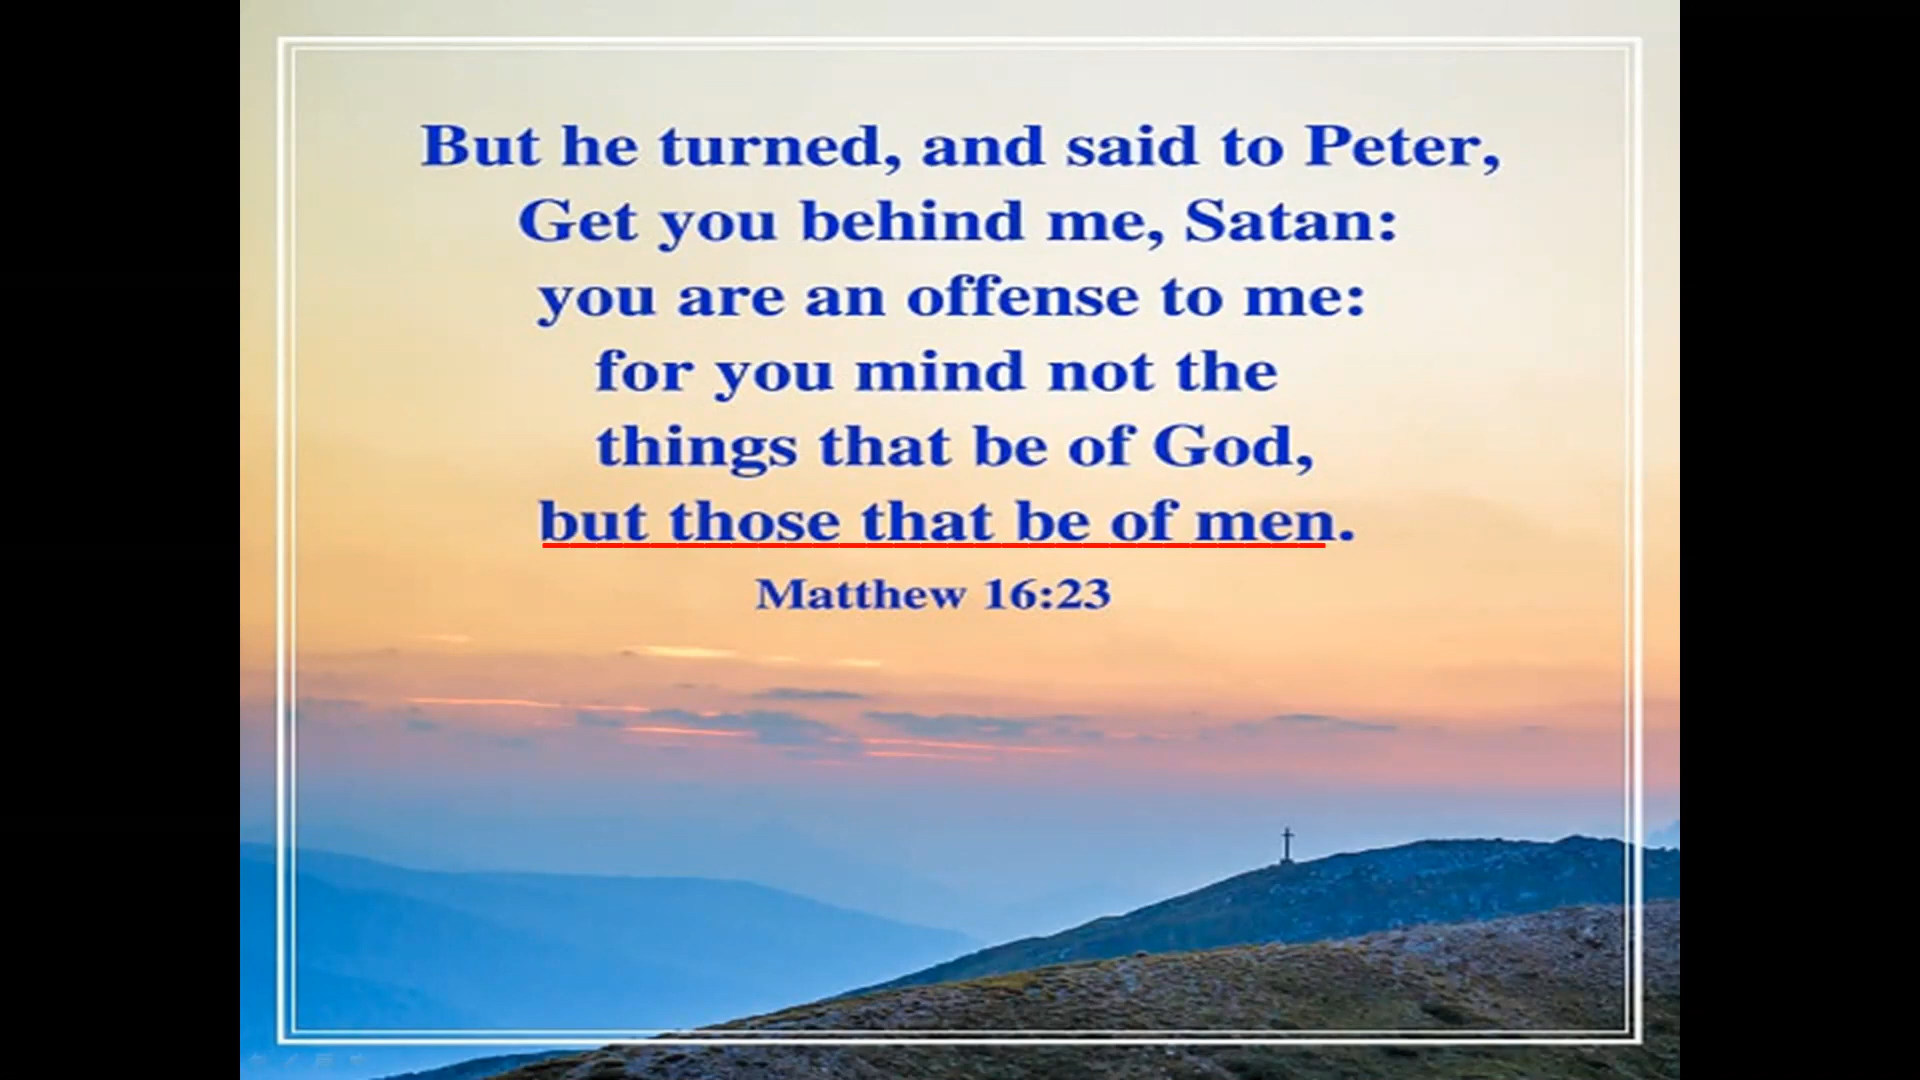 But he turned, and said to Peter,
Get you behind me, Satan:
you are an offense to me:
for you mind not the
things that be of God,
but those that be of men.
Matthew 16:23